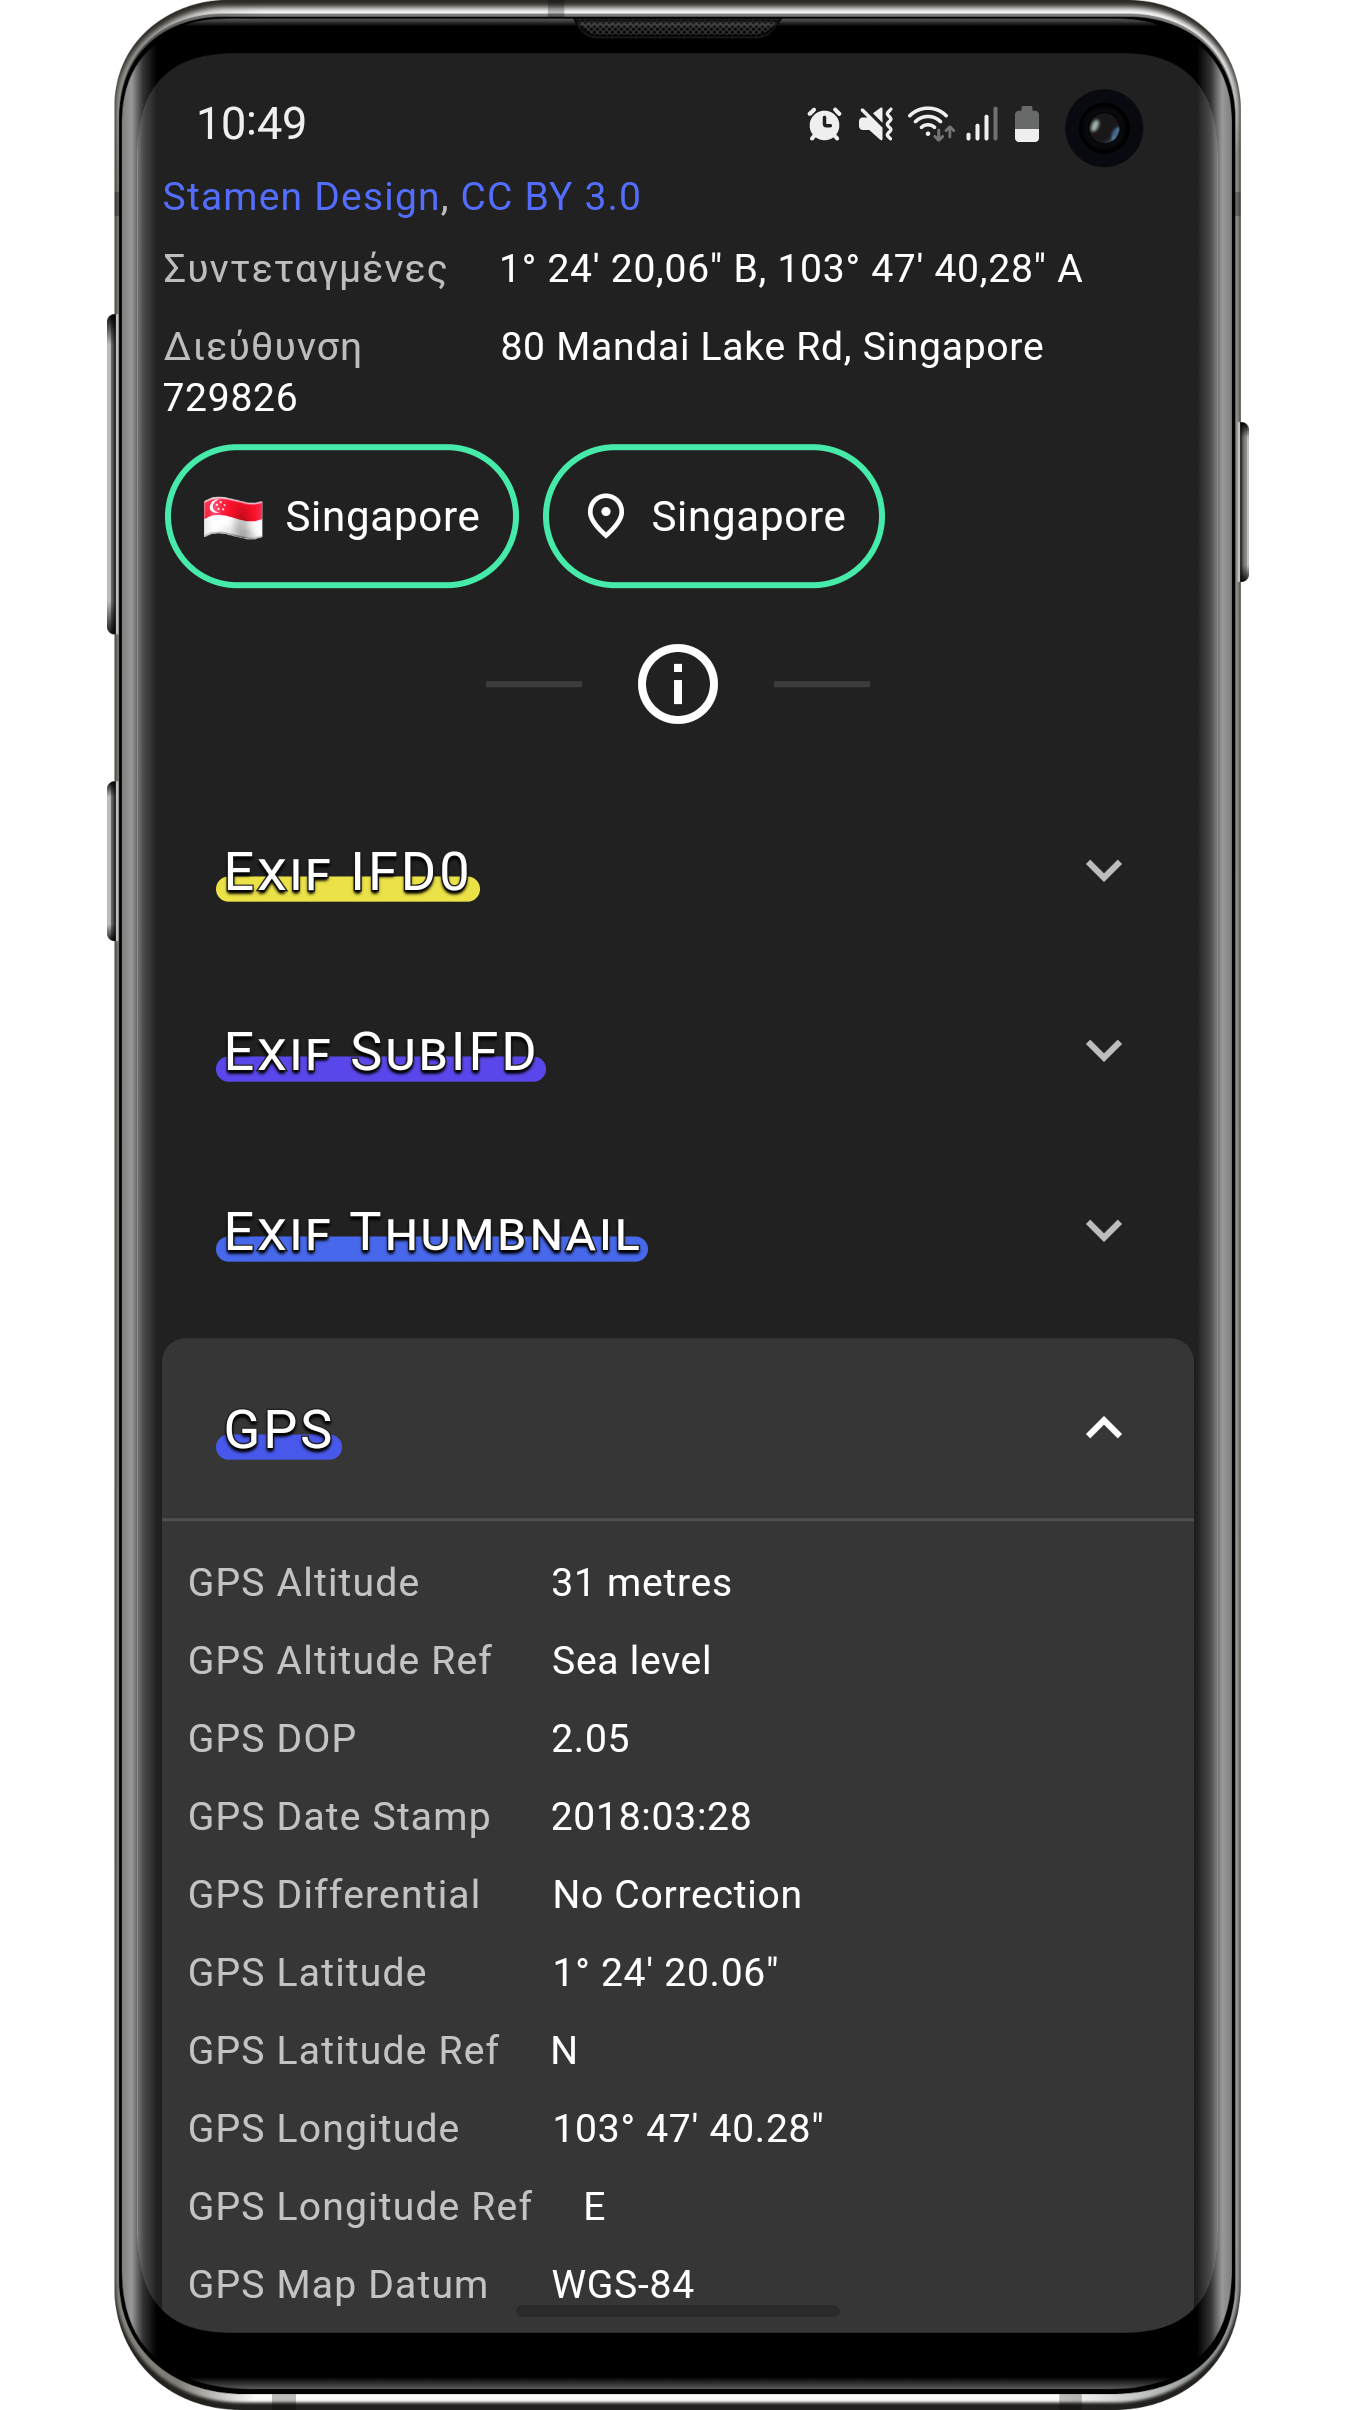 10:49
Stamen Design, CC BY 3.0
Συντεταγμένες 1° 24' 20,06" Β, 103° 47' 40,28" Α
Διεύθυνση 80 Mandai Lake Rd, Singapore
729826
Singapore Singapore
Exif IFD0
Exif SubIFD
Exif Thumbnail
GPS
GPS Altitude 31 metres
GPS Altitude Ref Sea level
GPS DOP 2.05
GPS Date Stamp 2018:03:28
GPS Differential No Correction
GPS Latitude 1° 24' 20.06"
GPS Latitude Ref N
GPS Longitude 103° 47' 40.28"
GPS Longitude Ref E
GPS Map Datum WGS-84